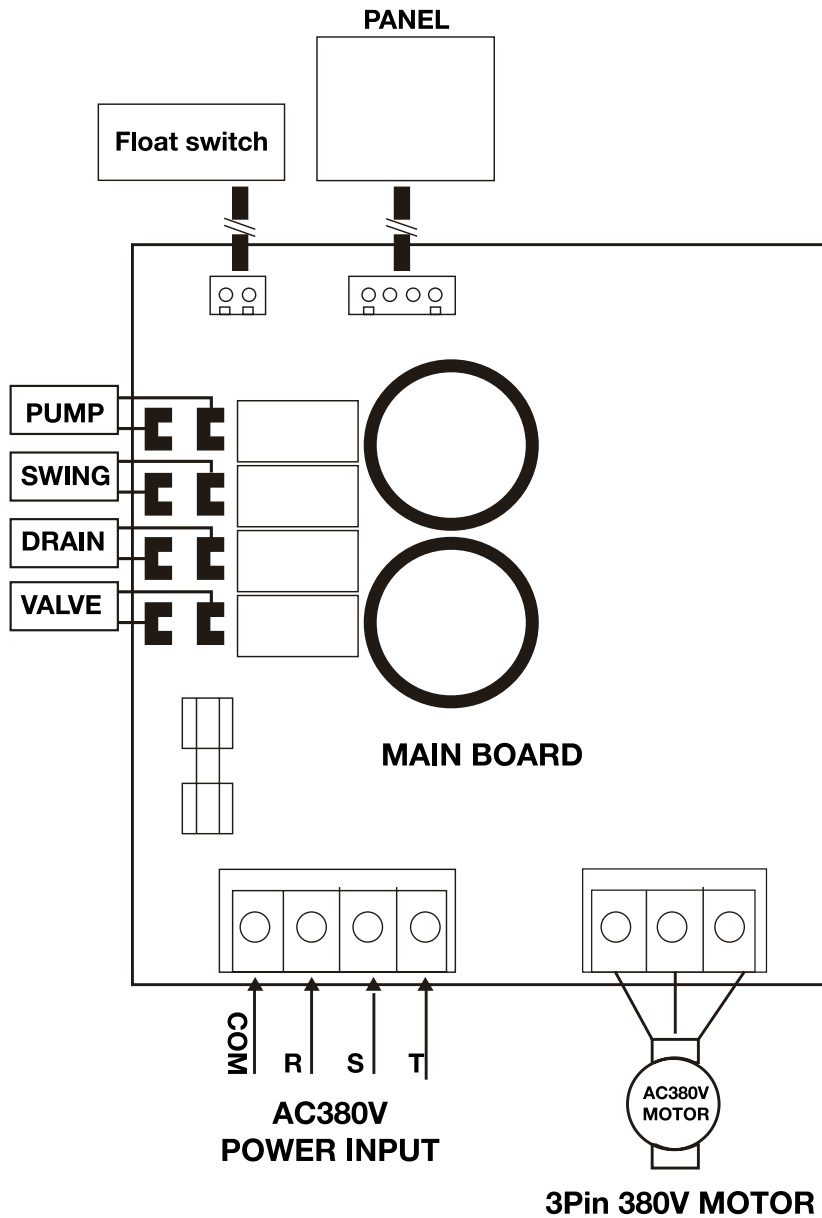 PANEL
Float switch
PUMP
SWING
DRAIN
VALVE
MAIN BOARD
COM
R
S
T
AC380V
POWER INPUT
AC380V
MOTOR
3Pin 380V MOTOR